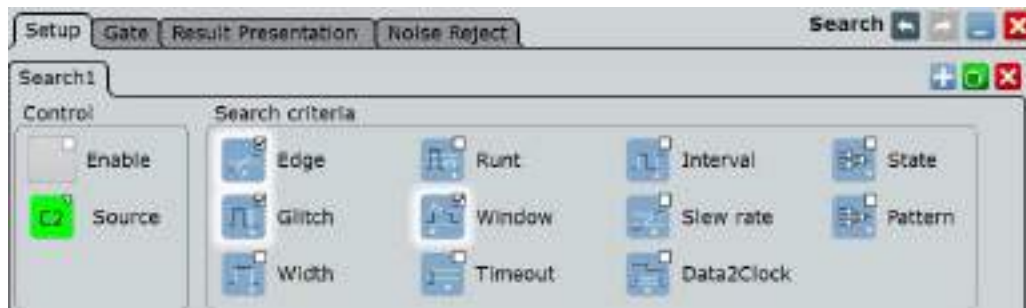 Setup Gate Result Presentation Noise Reject Search
Search1
Control Search criteria
Enable Edge Runt Interval State
C2 Source Glitch Window Slew rate Pattern
Width Timeout Data2Clock